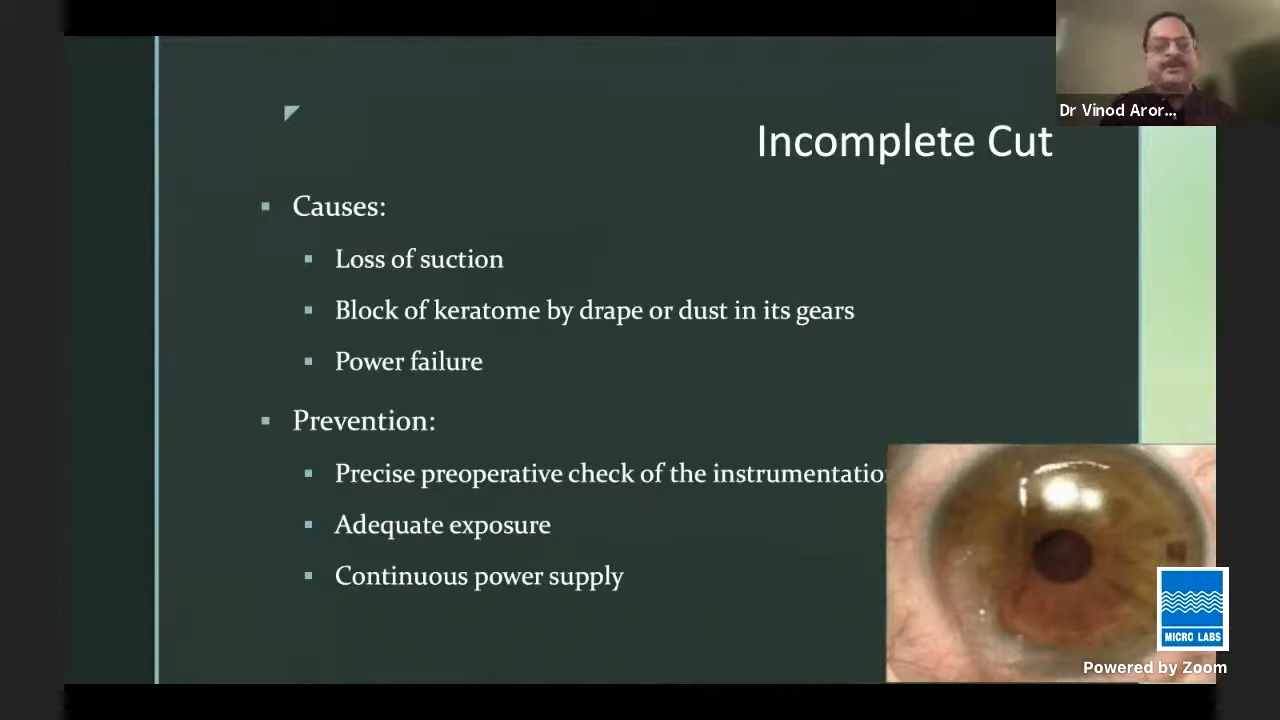 Dr Vinod Aror...
Incomplete Cut
Causes:
Loss of suction
Block of keratome by drape or dust in its gears
Power failure
Prevention:
Precise preoperative check of the instrumentatio
Adequate exposure
Continuous power supply
MICRO LABS
Powered by Zoom